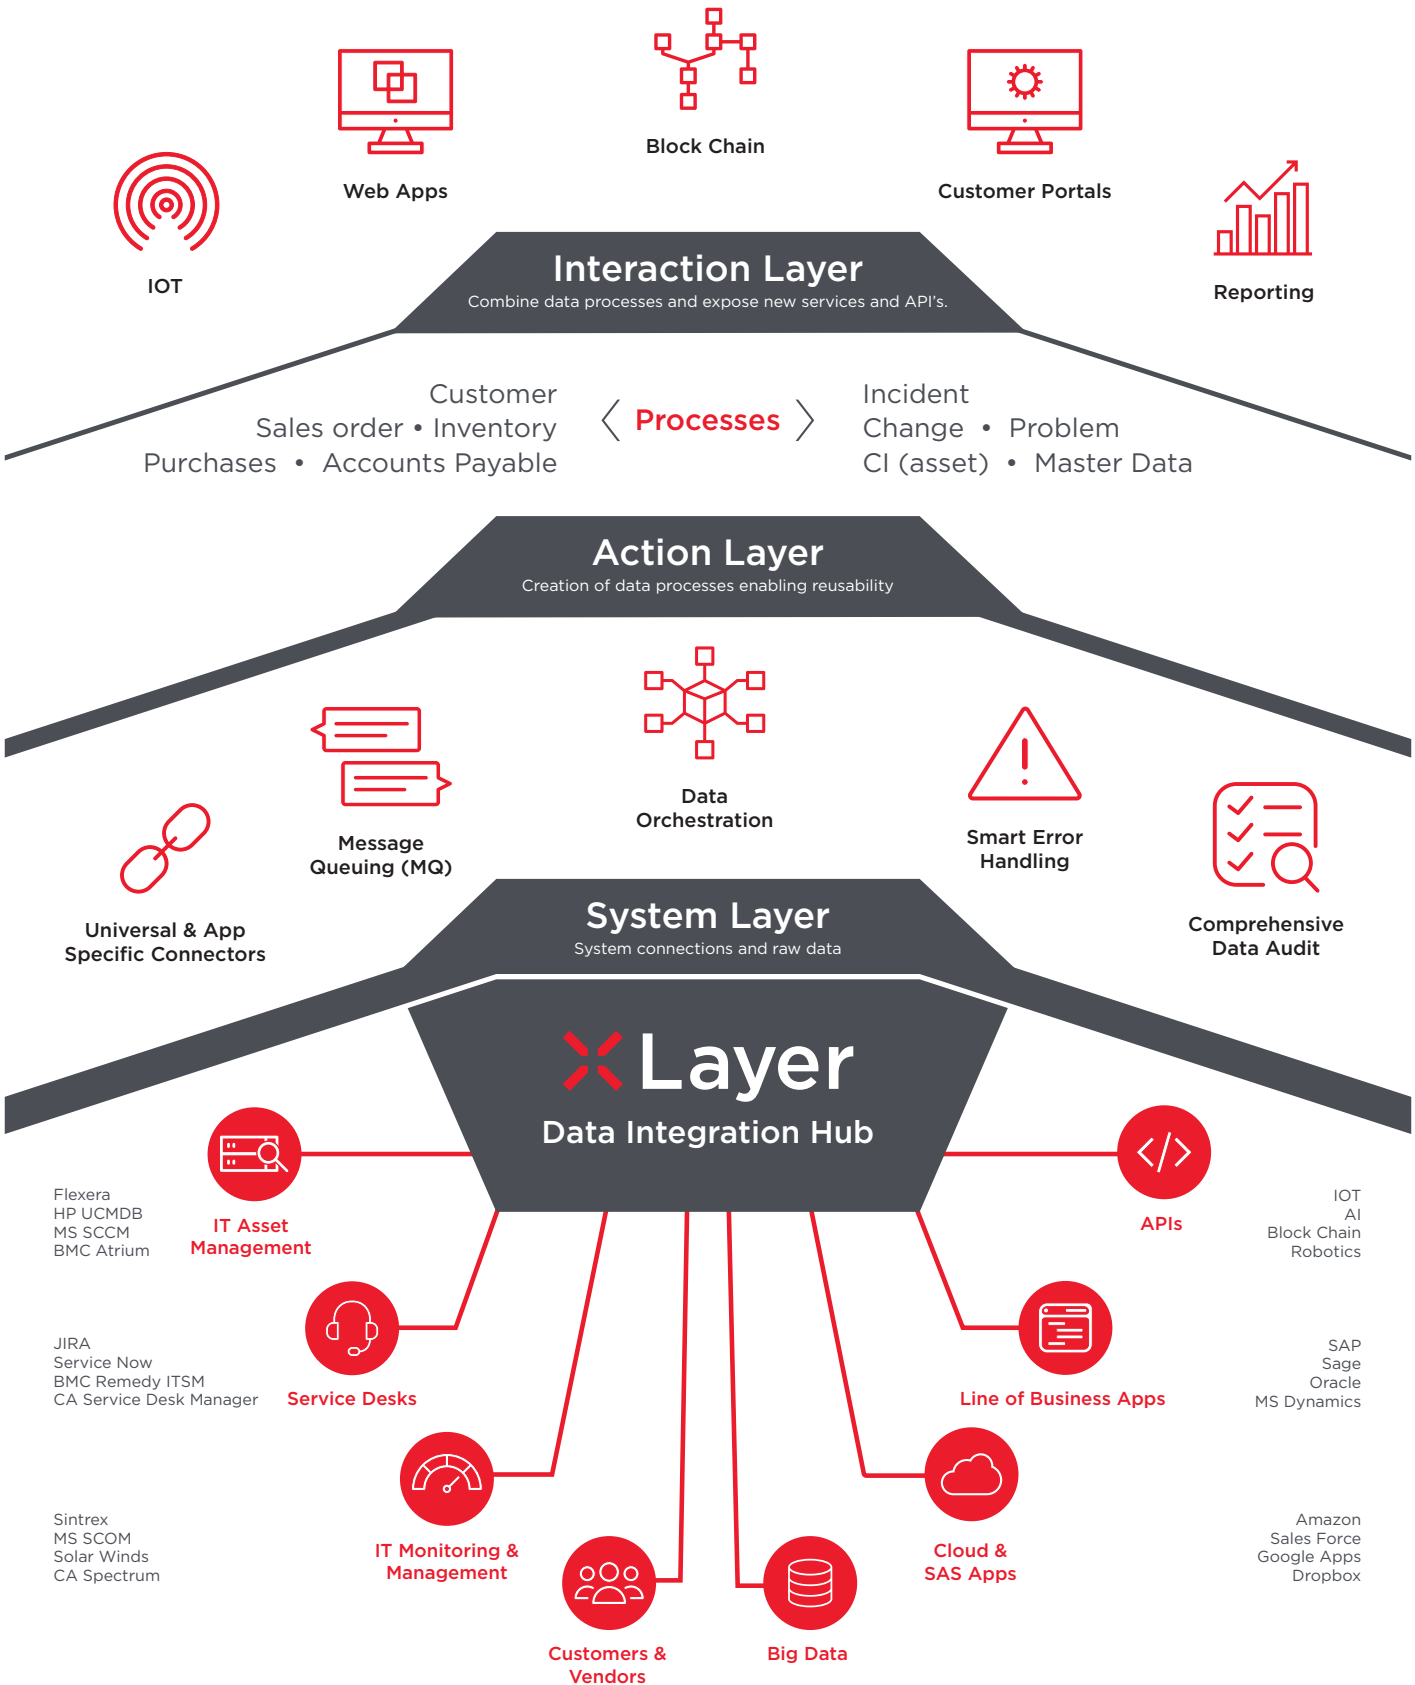 Block Chain
Web Apps
Customer Portals
IOT
Reporting
Interaction Layer
Combine data processes and expose new services and API's.
Customer
Sales order • Inventory
Purchases • Accounts Payable
Processes
Incident
Change • Problem
CI (asset) • Master Data
Action Layer
Creation of data processes enabling reusability
Data
Orchestration
Message
Queuing (MQ)
Smart Error
Handling
Universal & App
Specific Connectors
Comprehensive
Data Audit
System Layer
System connections and raw data
Layer
Data Integration Hub
Flexera
HP UCMDB
MS SCCM
BMC Atrium
IT Asset
Management
APIs
IOT
AI
Block Chain
Robotics
JIRA
Service Now
BMC Remedy ITSM
CA Service Desk Manager
Service Desks
Line of Business Apps
SAP
Sage
Oracle
MS Dynamics
Sintrex
MS SCOM
Solar Winds
CA Spectrum
IT Monitoring &
Management
Cloud &
SAS Apps
Amazon
Sales Force
Google Apps
Dropbox
Customers &
Vendors
Big Data